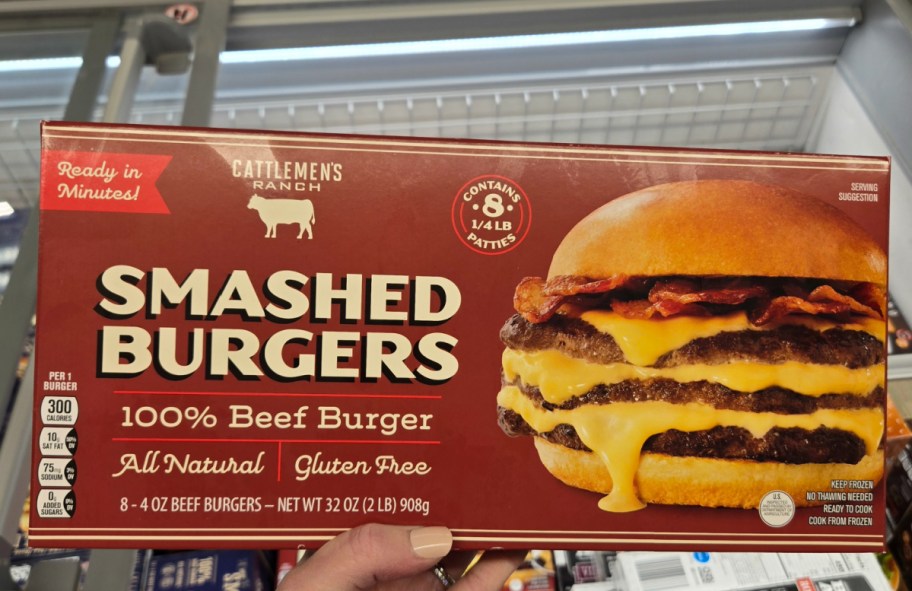 Ready in
Minutes!
CATTLEMEN'S
RANCH
CONTAINS
8
1/4 LB
PATTIES
SERVING
SUGGESTION
SMASHED
BURGERS
100% Beef Burger
All Natural
Gluten Free
8 - 4 OZ BEEF BURGERS – NET WT 32 OZ (2 LB) 908g
PER 1
BURGER
300
CALORIES
10g
SAT FAT
75mg
SODIUM
0g
ADDED
SUGARS
KEEP FROZEN
NO THAWING NEEDED
READY TO COOK
COOK FROM FROZEN